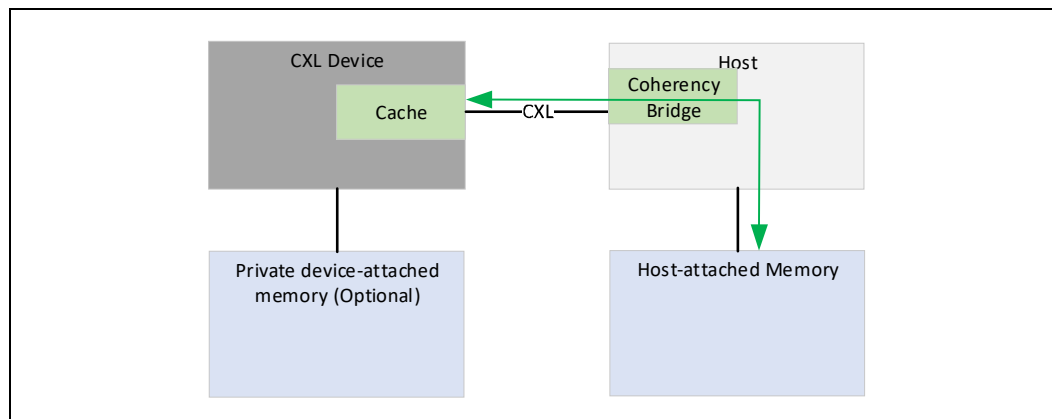 CXL Device
Host
Cache
CXL
Coherency
Bridge
Private device-attached
memory (Optional)
Host-attached Memory